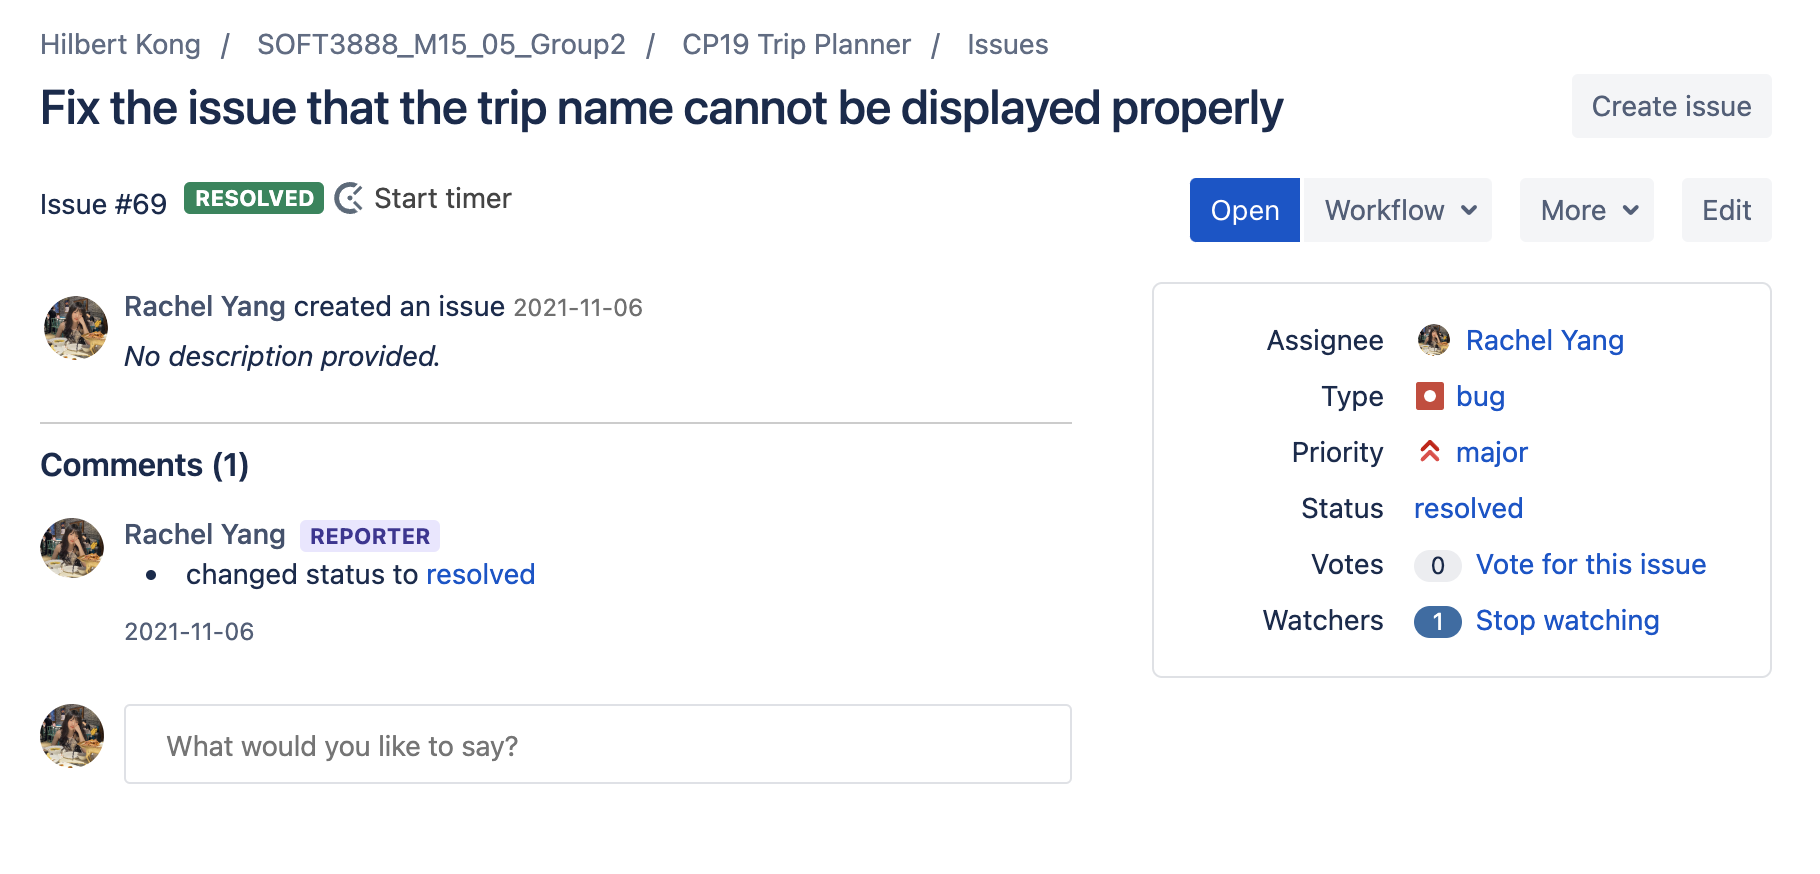 Hilbert Kong / SOFT3888_M15_05_Group2 / CP19 Trip Planner / Issues
Fix the issue that the trip name cannot be displayed properly
Create issue
Issue #69 RESOLVED Start timer
Open Workflow More Edit
Rachel Yang created an issue 2021-11-06
No description provided.
Comments (1)
Rachel Yang REPORTER
• changed status to resolved
2021-11-06
What would you like to say?
Assignee Rachel Yang
Type bug
Priority major
Status resolved
Votes 0 Vote for this issue
Watchers 1 Stop watching